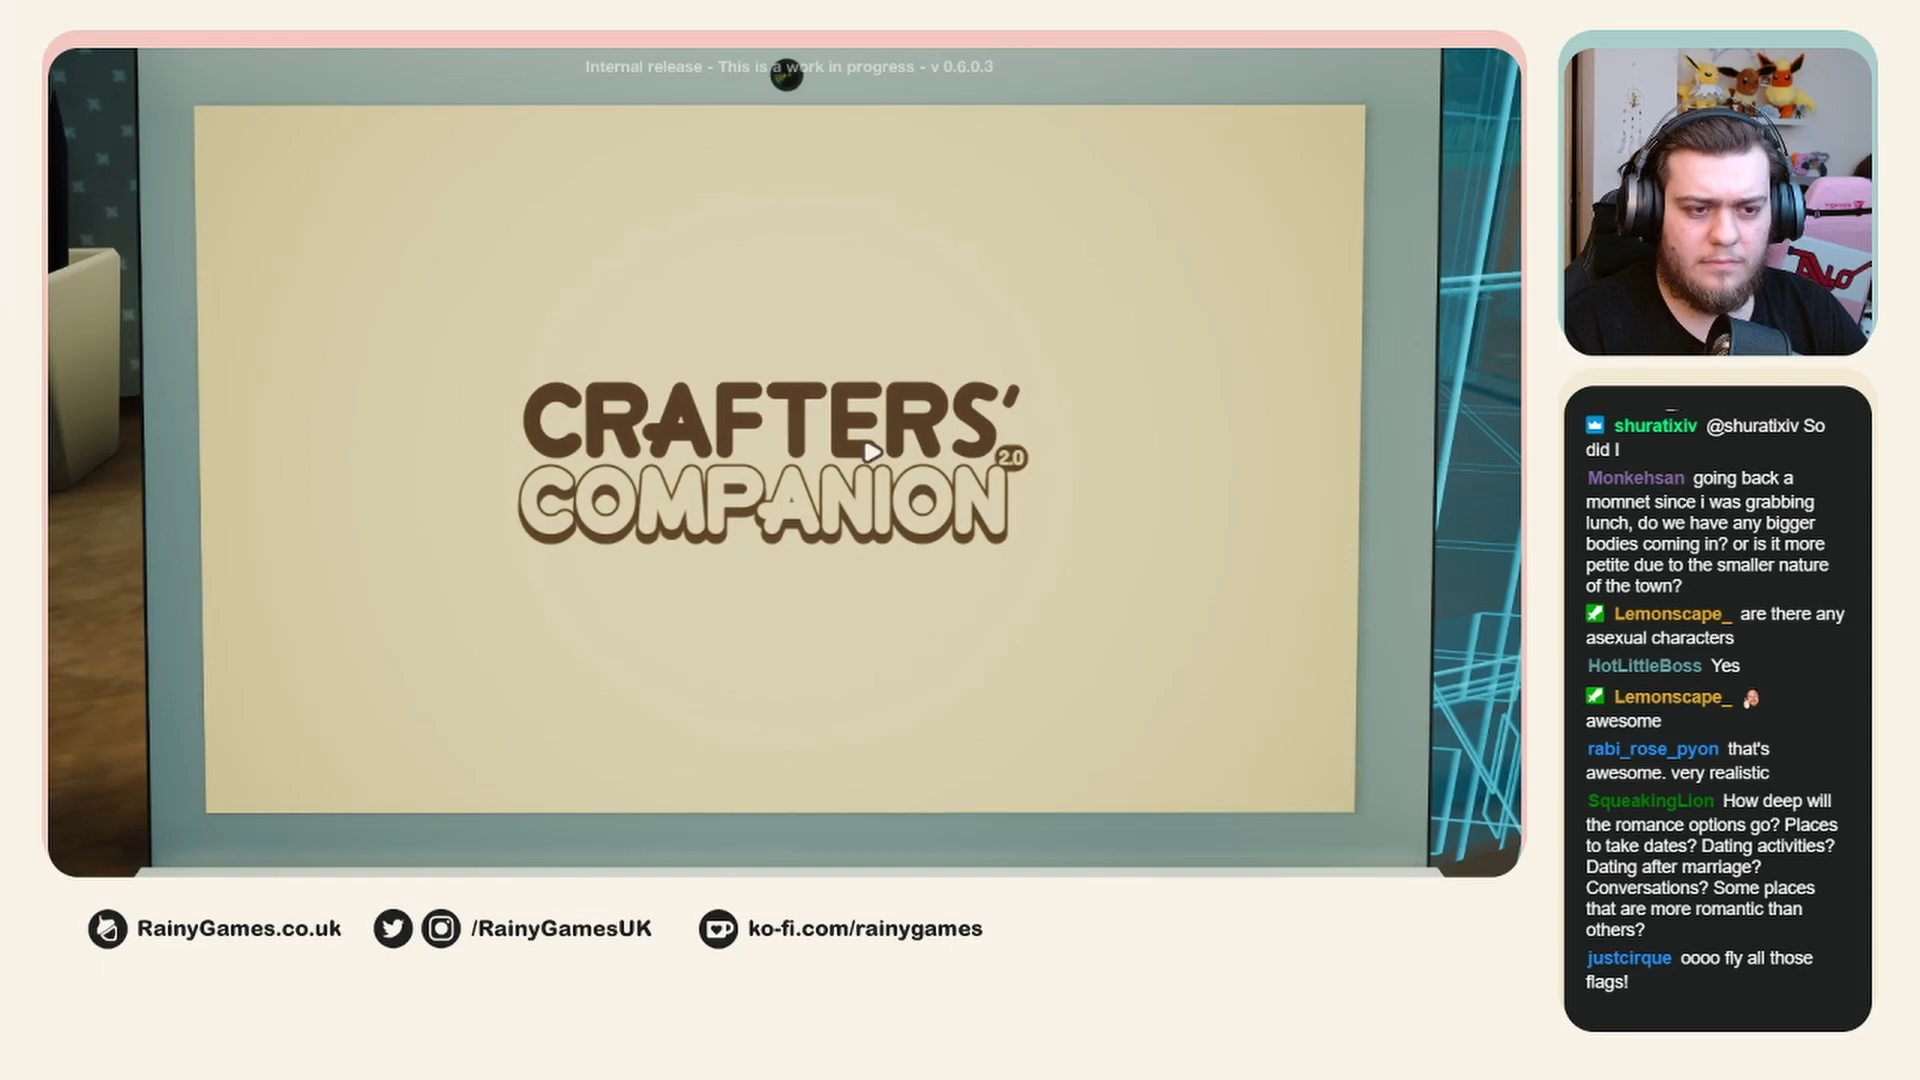 Internal release - This is a work in progress - v 0.6.0.3
CRAFTERS'
COMPANION 2.0
RainyGames.co.uk
/RainyGamesUK
ko-fi.com/rainygames
shuratixiv @shuratixiv So
did I
Monkehsan going back a
momnet since i was grabbing
lunch, do we have any bigger
bodies coming in? or is it more
petite due to the smaller nature
of the town?
Lemonscape_ are there any
asexual characters
HotLittleBoss Yes
Lemonscape_
awesome
rabi_rose_pyon that's
awesome. very realistic
SqueakingLion How deep will
the romance options go? Places
to take dates? Dating activities?
Dating after marriage?
Conversations? Some places
that are more romantic than
others?
justcirque oooo fly all those
flags!